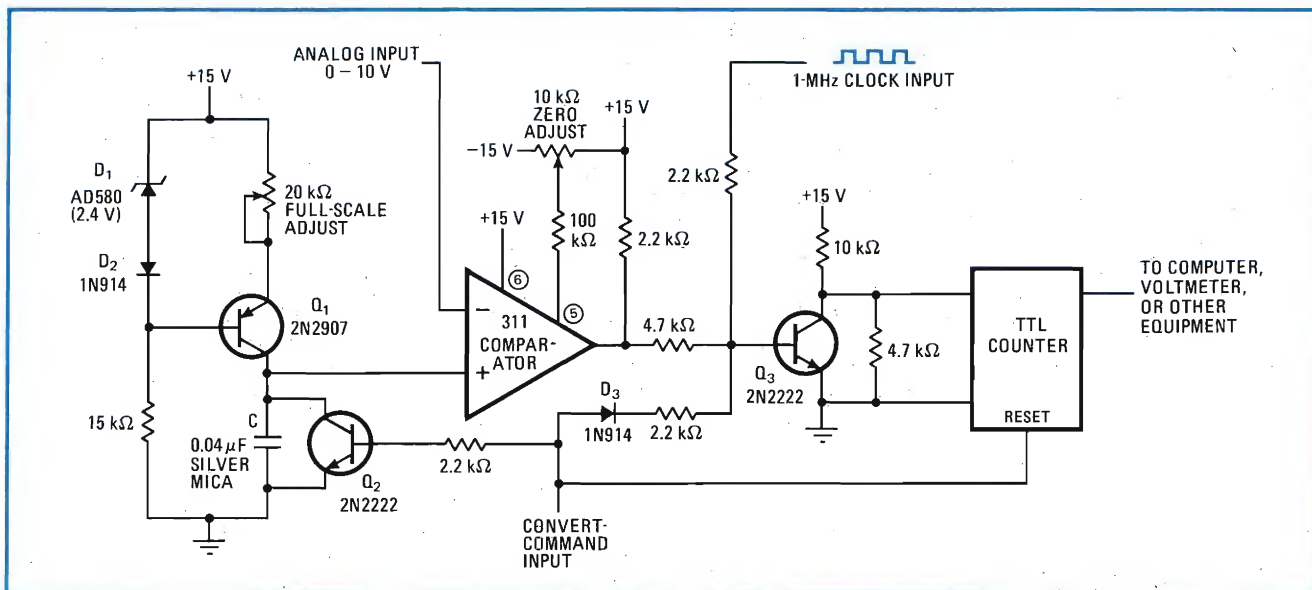 ANALOG INPUT
0 – 10 V
1-MHz CLOCK INPUT
+15 V
10 kΩ
ZERO
ADJUST
+15 V
−15 V
D1
AD580
(2.4 V)
20 kΩ
FULL-SCALE
ADJUST
2.2 kΩ
+15 V
+15 V
100
kΩ
2.2 kΩ
10 kΩ
D2
1N914
6
5
TO COMPUTER,
VOLTMETER,
OR OTHER
EQUIPMENT
Q1
2N2907
−
311
COMPAR-
ATOR
+
4.7 kΩ
4.7 kΩ
TTL
COUNTER
RESET
Q3
2N2222
D3
1N914
2.2 kΩ
15 kΩ
C
0.04 μF
SILVER
MICA
Q2
2N2222
2.2 kΩ
CONVERT-
COMMAND
INPUT